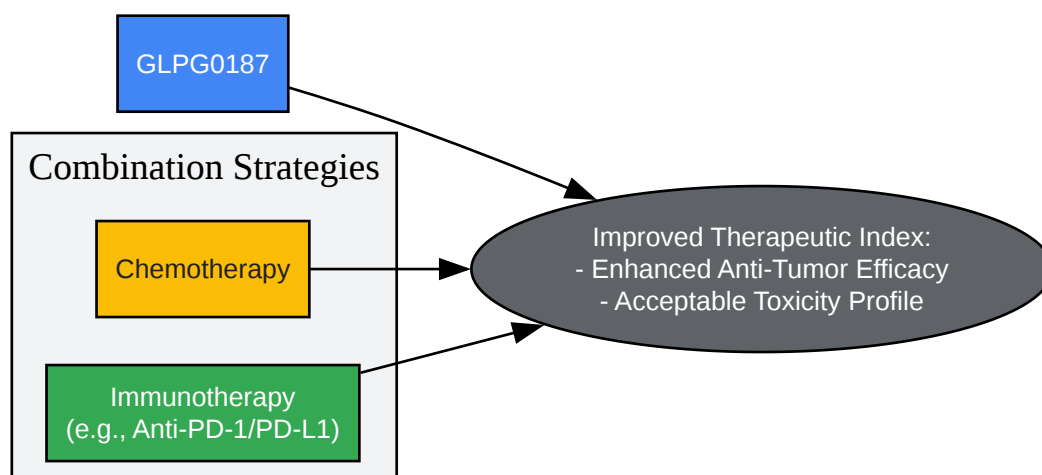 GLPG0187
Combination Strategies
Chemotherapy
Immunotherapy
(e.g., Anti-PD-1/PD-L1)
Improved Therapeutic Index:
- Enhanced Anti-Tumor Efficacy
- Acceptable Toxicity Profile